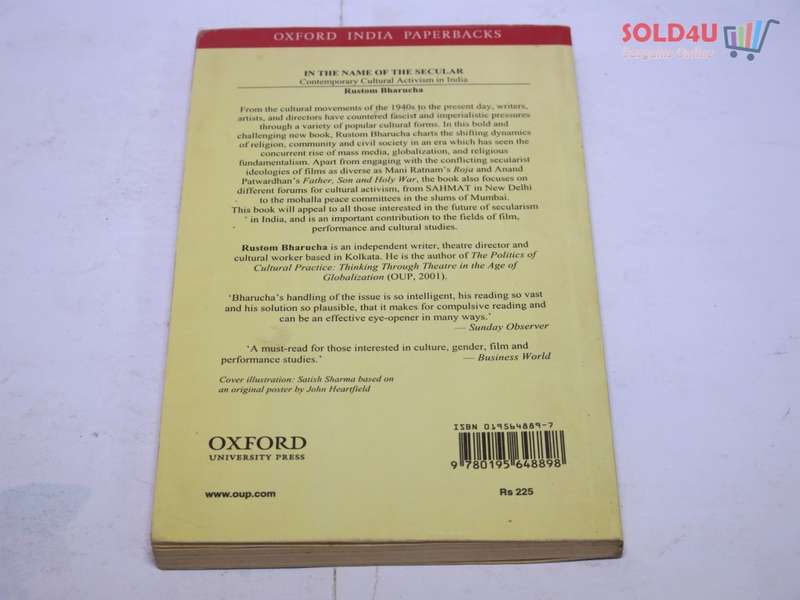 SOLD4U
OXFORD INDIA PAPERBACKS
IN THE NAME OF THE SECULAR
Contemporary Cultural Activism in India
Rustom Bharucha
From the cultural movements of the 1940s to the present day, writers,
artists, and directors have countered fascist and imperialistic pressures
through a variety of popular cultural forms. In this bold and
challenging new book, Rustom Bharucha charts the shifting dynamics
of religion, community and civil society in an era which has seen the
concurrent rise of mass media, globalization, and religious
fundamentalism. Apart from engaging with the conflicting secularist
ideologies of films as diverse as Mani Ratnam's Roja and Anand
Patwardhan's Father, Son and Holy War, the book also focuses on
different forums for cultural activism, from SAHMAT in New Delhi
to the mohalla peace committees in the slums of Mumbai.
This book will appeal to all those interested in the future of secularism
in India, and is an important contribution to the fields of film,
performance and cultural studies.
Rustom Bharucha is an independent writer, theatre director and
cultural worker based in Kolkata. He is the author of The Politics of
Cultural Practice: Thinking Through Theatre in the Age of
Globalization (OUP, 2001).
'Bharucha's handling of the issue is so intelligent, his reading so vast
and his solution so plausible, that it makes for compulsive reading and
can be an effective eye-opener in many ways.'
— Sunday Observer
'A must-read for those interested in culture, gender, film and
performance studies.' — Business World
Cover illustration: Satish Sharma based on
an original poster by John Heartfield
ISBN 019564889-7
OXFORD
UNIVERSITY PRESS
9 780195 648898
www.oup.com
Rs 225